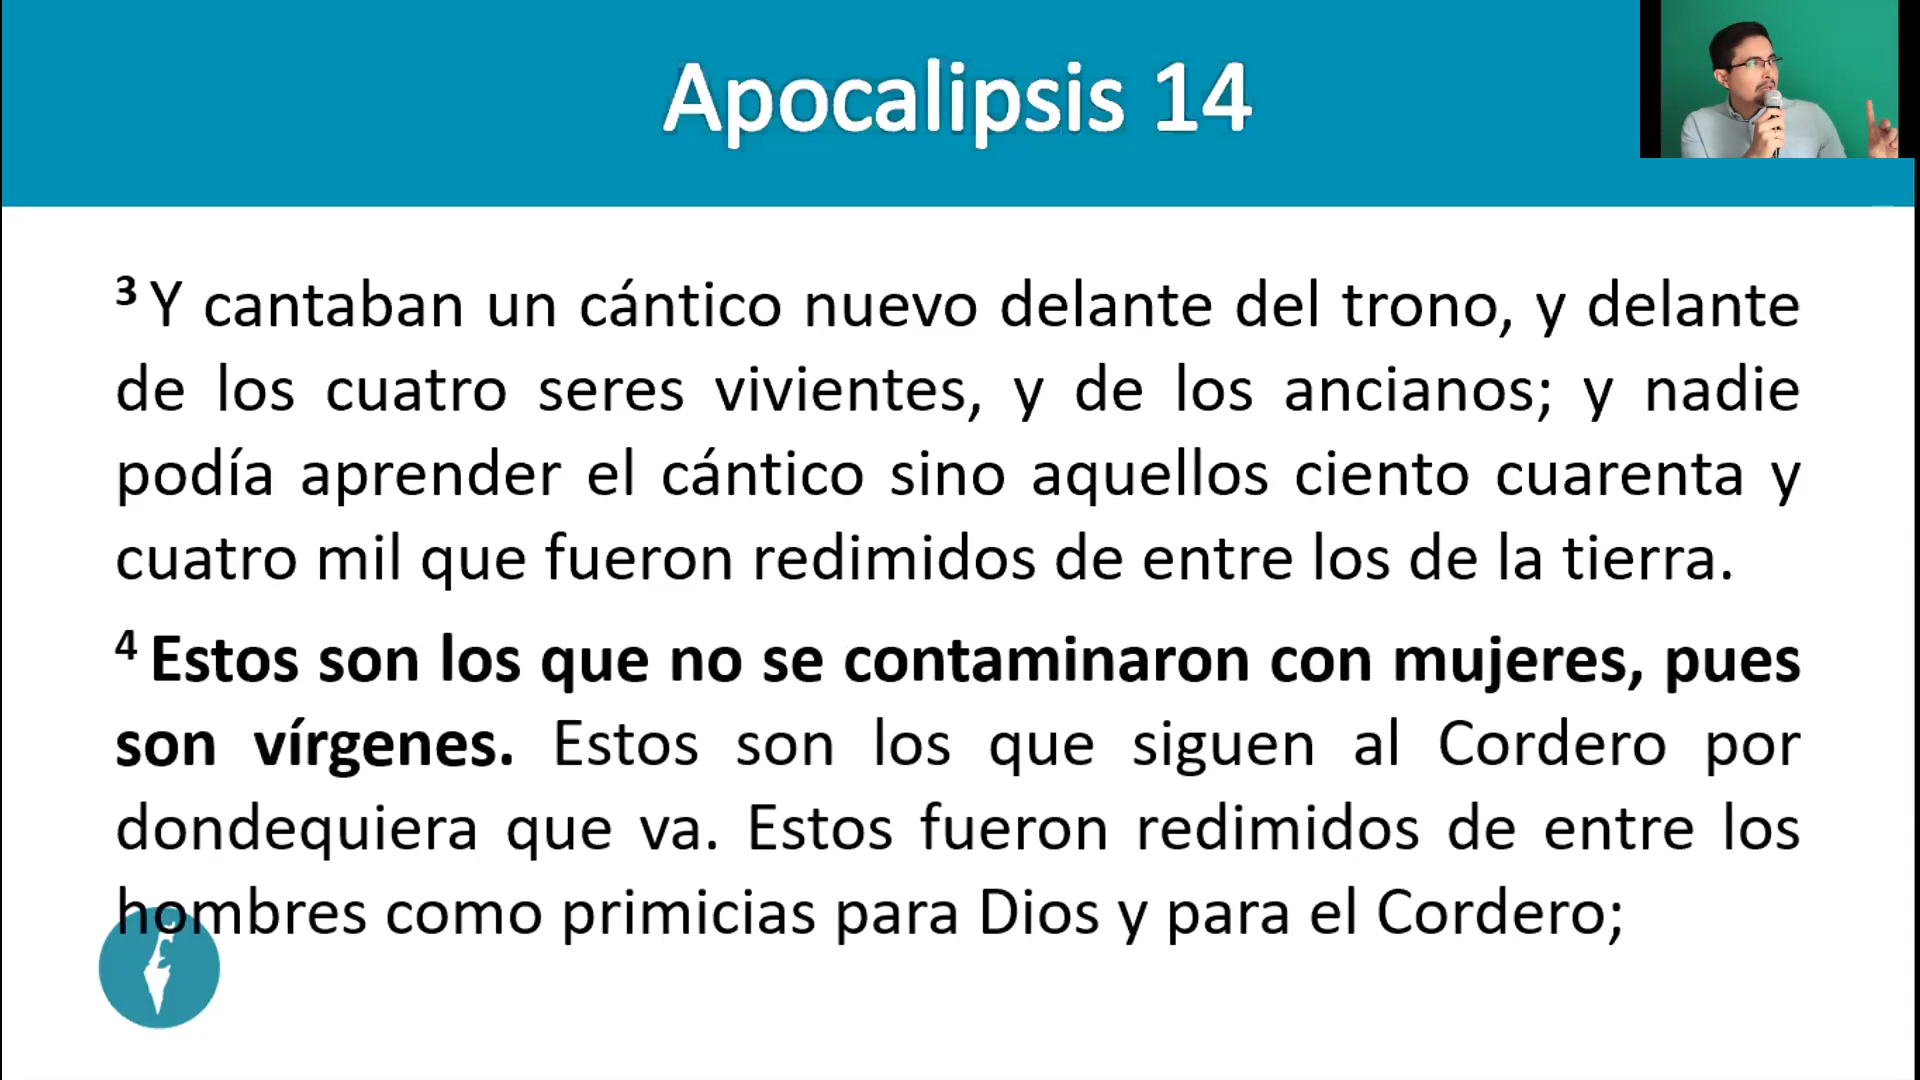 Apocalipsis 14
3 Y cantaban un cántico nuevo delante del trono, y delante
de los cuatro seres vivientes, y de los ancianos; y nadie
podía aprender el cántico sino aquellos ciento cuarenta y
cuatro mil que fueron redimidos de entre los de la tierra.
4 Estos son los que no se contaminaron con mujeres, pues
son vírgenes. Estos son los que siguen al Cordero por
dondequiera que va. Estos fueron redimidos de entre los
hombres como primicias para Dios y para el Cordero;